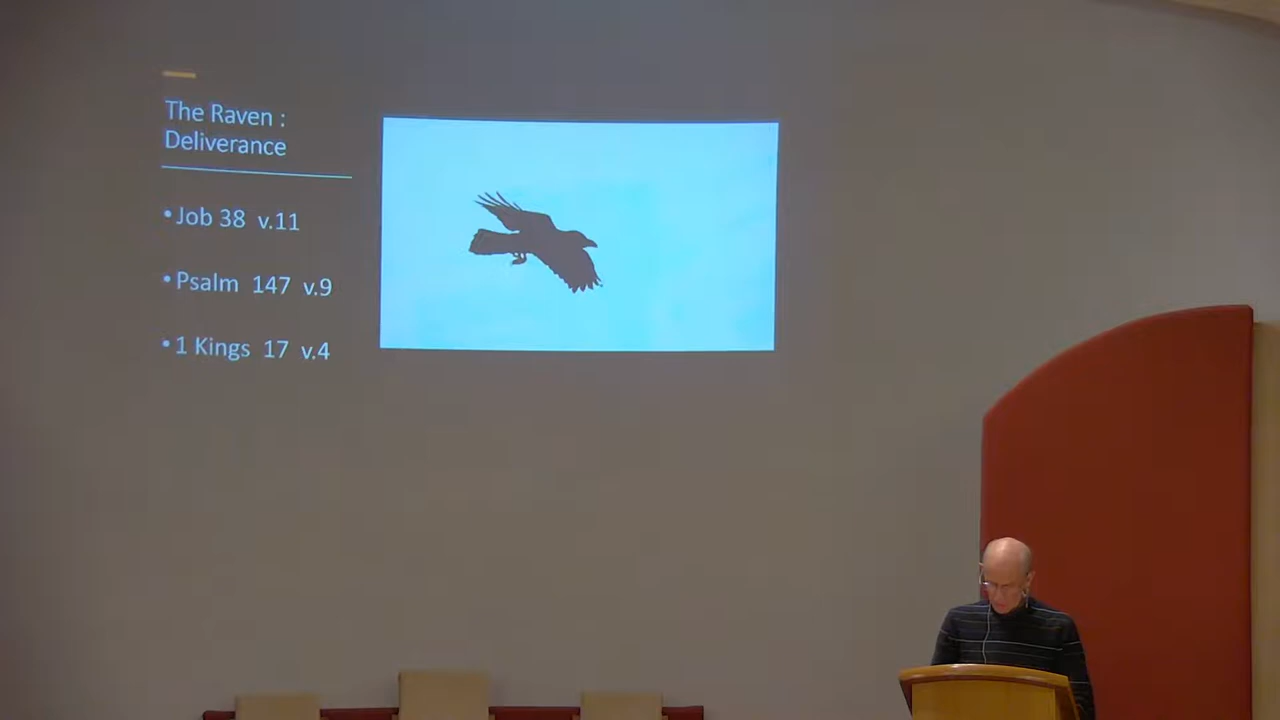 The Raven :
Deliverance
• Job 38 v.11
• Psalm 147 v.9
• 1 Kings 17 v.4